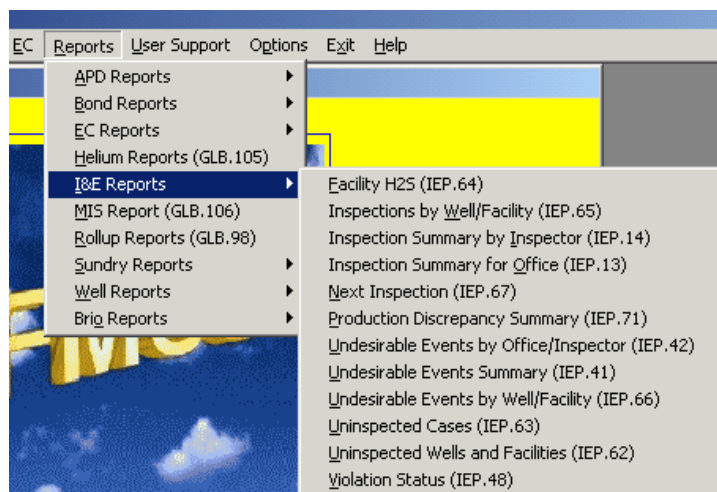 EC Reports User Support Options Exit Help
APD Reports
Bond Reports
EC Reports
Helium Reports (GLB.105)
I&E Reports
MIS Report (GLB.106)
Rollup Reports (GLB.98)
Sundry Reports
Well Reports
Brio Reports
Facility H2S (IEP.64)
Inspections by Well/Facility (IEP.65)
Inspection Summary by Inspector (IEP.14)
Inspection Summary for Office (IEP.13)
Next Inspection (IEP.67)
Production Discrepancy Summary (IEP.71)
Undesirable Events by Office/Inspector (IEP.42)
Undesirable Events Summary (IEP.41)
Undesirable Events by Well/Facility (IEP.66)
Uninspected Cases (IEP.63)
Uninspected Wells and Facilities (IEP.62)
Violation Status (IEP.48)